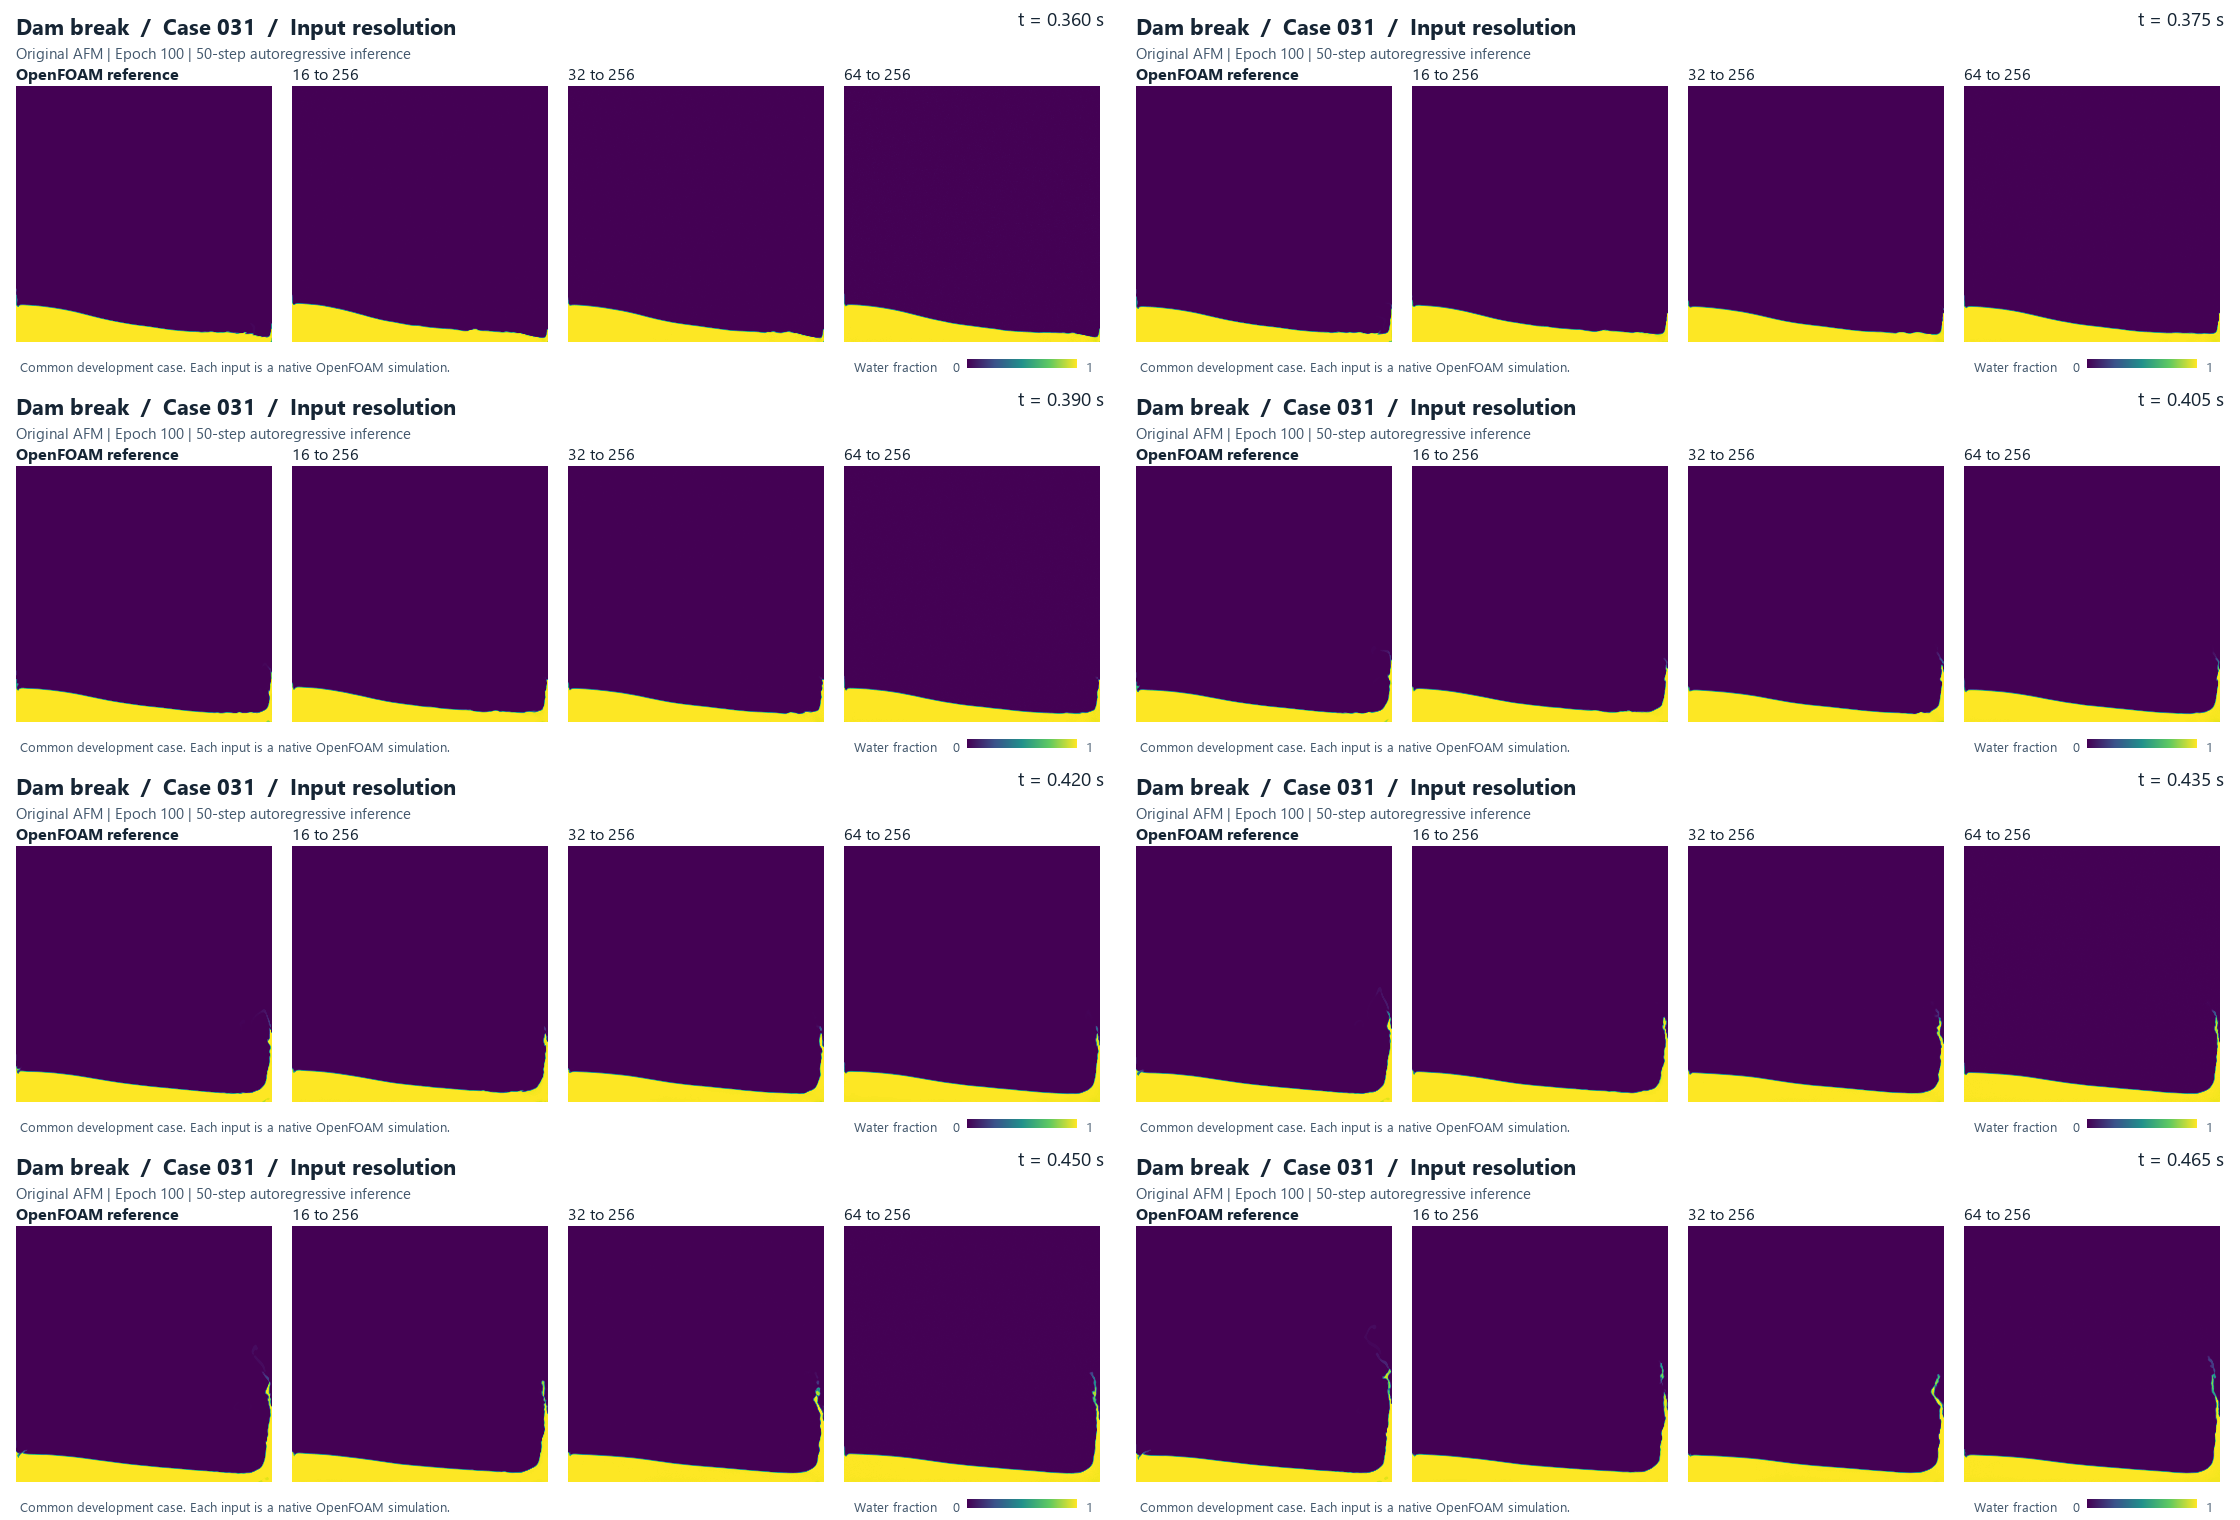 Dam break / Case 031 / Input resolution
t = 0.360 s
Original AFM | Epoch 100 | 50-step autoregressive inference
OpenFOAM reference
16 to 256
32 to 256
64 to 256
Common development case. Each input is a native OpenFOAM simulation.
Water fraction 0 1
Dam break / Case 031 / Input resolution
t = 0.375 s
Original AFM | Epoch 100 | 50-step autoregressive inference
OpenFOAM reference
16 to 256
32 to 256
64 to 256
Common development case. Each input is a native OpenFOAM simulation.
Water fraction 0 1
Dam break / Case 031 / Input resolution
t = 0.390 s
Original AFM | Epoch 100 | 50-step autoregressive inference
OpenFOAM reference
16 to 256
32 to 256
64 to 256
Common development case. Each input is a native OpenFOAM simulation.
Water fraction 0 1
Dam break / Case 031 / Input resolution
t = 0.405 s
Original AFM | Epoch 100 | 50-step autoregressive inference
OpenFOAM reference
16 to 256
32 to 256
64 to 256
Common development case. Each input is a native OpenFOAM simulation.
Water fraction 0 1
Dam break / Case 031 / Input resolution
t = 0.420 s
Original AFM | Epoch 100 | 50-step autoregressive inference
OpenFOAM reference
16 to 256
32 to 256
64 to 256
Common development case. Each input is a native OpenFOAM simulation.
Water fraction 0 1
Dam break / Case 031 / Input resolution
t = 0.435 s
Original AFM | Epoch 100 | 50-step autoregressive inference
OpenFOAM reference
16 to 256
32 to 256
64 to 256
Common development case. Each input is a native OpenFOAM simulation.
Water fraction 0 1
Dam break / Case 031 / Input resolution
t = 0.450 s
Original AFM | Epoch 100 | 50-step autoregressive inference
OpenFOAM reference
16 to 256
32 to 256
64 to 256
Common development case. Each input is a native OpenFOAM simulation.
Water fraction 0 1
Dam break / Case 031 / Input resolution
t = 0.465 s
Original AFM | Epoch 100 | 50-step autoregressive inference
OpenFOAM reference
16 to 256
32 to 256
64 to 256
Common development case. Each input is a native OpenFOAM simulation.
Water fraction 0 1